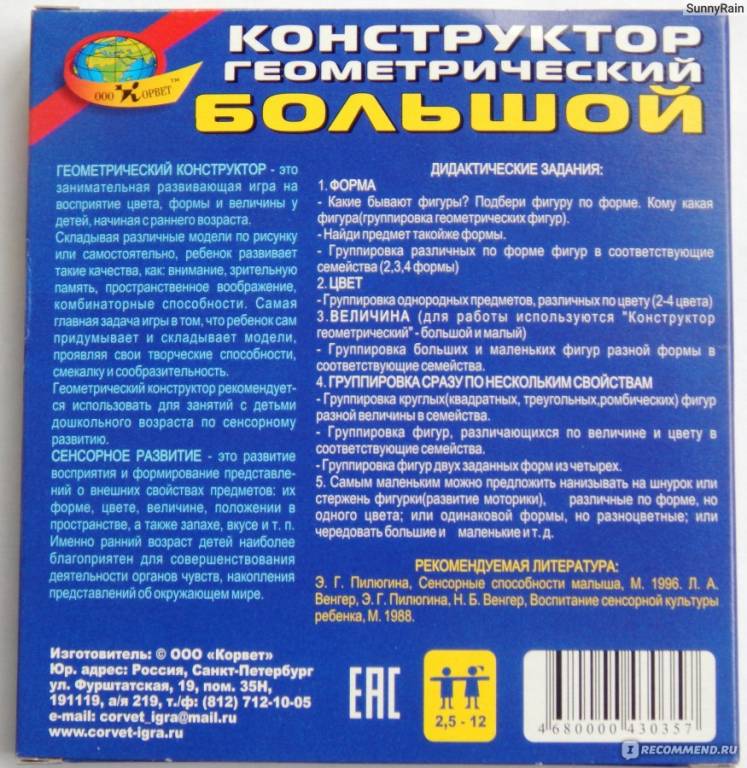 SunnyRain
КОНСТРУКТОР
ГЕОМЕТРИЧЕСКИЙ
БОЛЬШОЙ
ООО КОРВЕТ ™
ГЕОМЕТРИЧЕСКИЙ КОНСТРУКТОР - это
занимательная развивающая игра на
восприятие цвета, формы и величины у
детей, начиная с раннего возраста.
Складывая различные модели по рисунку
или самостоятельно, ребенок развивает
такие качества, как: внимание, зрительную
память, пространственное воображение,
комбинаторные способности. Самая
главная задача игры в том, что ребенок сам
придумывает и складывает модели,
проявляя свои творческие способности,
смекалку и сообразительность.
Геометрический конструктор рекомендует-
ся использовать для занятий с детьми
дошкольного возраста по сенсорному
развитию.
СЕНСОРНОЕ РАЗВИТИЕ - это развитие
восприятия и формирование представле-
ний о внешних свойствах предметов: их
форме, цвете, величине, положении в
пространстве, а также запахе, вкусе и т. п.
Именно ранний возраст детей наиболее
благоприятен для совершенствования
деятельности органов чувств, накопления
представлений об окружающем мире.
ДИДАКТИЧЕСКИЕ ЗАДАНИЯ:
1. ФОРМА
- Какие бывают фигуры? Подбери фигуру по форме. Кому какая
фигура(группировка геометрических фигур).
- Найди предмет такойже формы.
- Группировка различных по форме фигур в соответствующие
семейства (2,3,4 формы)
2. ЦВЕТ
- Группировка однородных предметов, различных по цвету (2-4 цвета)
3. ВЕЛИЧИНА (для работы используются "Конструктор
геометрический" - большой и малый)
- Группировка больших и маленьких фигур разной формы в
соответствующие семейства.
4. ГРУППИРОВКА СРАЗУ ПО НЕСКОЛЬКИМ СВОЙСТВАМ
- Группировка круглых(квадратных, треугольных,ромбических) фигур
разной величины в семейства.
- Группировка фигур, различающихся по величине и цвету в
соответствующие семейства.
- Группировка фигур двух заданных форм из четырех.
5. Самым маленьким можно предложить нанизывать на шнурок или
стержень фигурки(развитие моторики), различные по форме, но
одного цвета; или одинаковой формы, но разноцветные; или
чередовать большие и маленькие и т. д.
РЕКОМЕНДУЕМАЯ ЛИТЕРАТУРА:
Э. Г. Пилюгина, Сенсорные способности малыша, М. 1996. Л. А.
Венгер, Э. Г. Пилюгина, Н. Б. Венгер, Воспитание сенсорной культуры
ребенка, М. 1988.
Изготовитель: © ООО «Корвет»
Юр. адрес: Россия, Санкт-Петербург
ул. Фурштатская, 19, пом. 35Н,
191119, а/я 219, т./ф: (812) 712-10-05
e-mail: corvet_igra@mail.ru
www.corvet-igra.ru
EAC
2,5 - 12
4 680000 430357
IRECOMMEND.RU